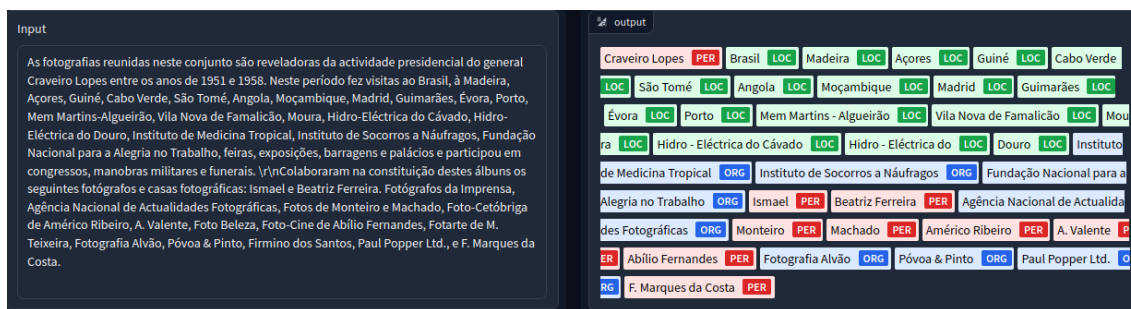 Input
As fotografias reunidas neste conjunto são reveladoras da actividade presidencial do general
Craveiro Lopes entre os anos de 1951 e 1958. Neste período fez visitas ao Brasil, à Madeira,
Açores, Guiné, Cabo Verde, São Tomé, Angola, Moçambique, Madrid, Guimarães, Évora, Porto,
Mem Martins-Algueirão, Vila Nova de Famalicão, Moura, Hidro-Eléctrica do Cávado, Hidro-
Eléctrica do Douro, Instituto de Medicina Tropical, Instituto de Socorros a Náufragos, Fundação
Nacional para a Alegria no Trabalho, feiras, exposições, barragens e palácios e participou em
congressos, manobras militares e funerais. \r\nColaboraram na constituição destes álbuns os
seguintes fotógrafos e casas fotográficas: Ismael e Beatriz Ferreira. Fotógrafos da Imprensa,
Agência Nacional de Actualidades Fotográficas, Fotos de Monteiro e Machado, Foto-Cetóbriga
de Américo Ribeiro, A. Valente, Foto Beleza, Foto-Cine de Abílio Fernandes, Fotarte de M.
Teixeira, Fotografia Alvão, Póvoa & Pinto, Firmino dos Santos, Paul Popper Ltd., e F. Marques da
Costa.
output
Craveiro Lopes PER Brasil LOC Madeira LOC Açores LOC Guiné LOC Cabo Verde
LOC São Tomé LOC Angola LOC Moçambique LOC Madrid LOC Guimarães LOC
Évora LOC Porto LOC Mem Martins - Algueirão LOC Vila Nova de Famalicão LOC Mou
ra LOC Hidro - Eléctrica do Cávado LOC Hidro - Eléctrica do LOC Douro LOC Instituto
de Medicina Tropical ORG Instituto de Socorros a Náufragos ORG Fundação Nacional para a
Alegria no Trabalho ORG Ismael PER Beatriz Ferreira PER Agência Nacional de Actualida
des Fotográficas ORG Monteiro PER Machado PER Américo Ribeiro PER A. Valente P
ER Abílio Fernandes PER Fotografia Alvão ORG Póvoa & Pinto ORG Paul Popper Ltd. O
RG F. Marques da Costa PER